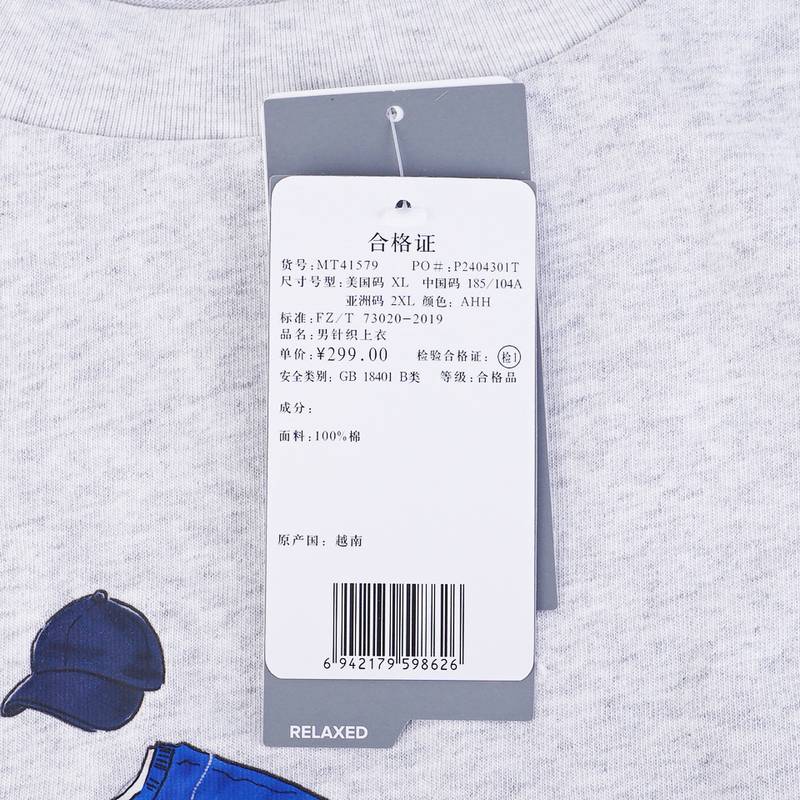 合格证
货号:MT41579 PO#:P2404301T
尺寸号型:美国码 XL 中国码 185/104A
亚洲码 2XL 颜色: AHH
标准:FZ/T 73020-2019
品名:男针织上衣
单价:¥299.00 检验合格证: 检1
安全类别: GB 18401 B类 等级:合格品
成分:
面料:100%棉
原产国: 越南
6 942179 598626
RELAXED